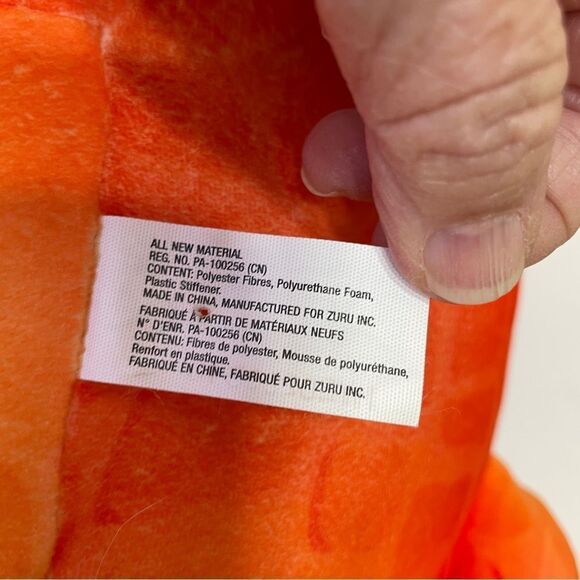 ALL NEW MATERIAL
REG. NO. PA-100256 (CN)
CONTENT: Polyester Fibres, Polyurethane Foam,
Plastic Stiffener.
MADE IN CHINA, MANUFACTURED FOR ZURU INC.
FABRIQUÉ À PARTIR DE MATÉRIAUX NEUFS
N° D'ENR. PA-100256 (CN)
CONTENU: Fibres de polyester, Mousse de polyuréthane,
Renfort en plastique.
FABRIQUÉ EN CHINE, FABRIQUÉ POUR ZURU INC.